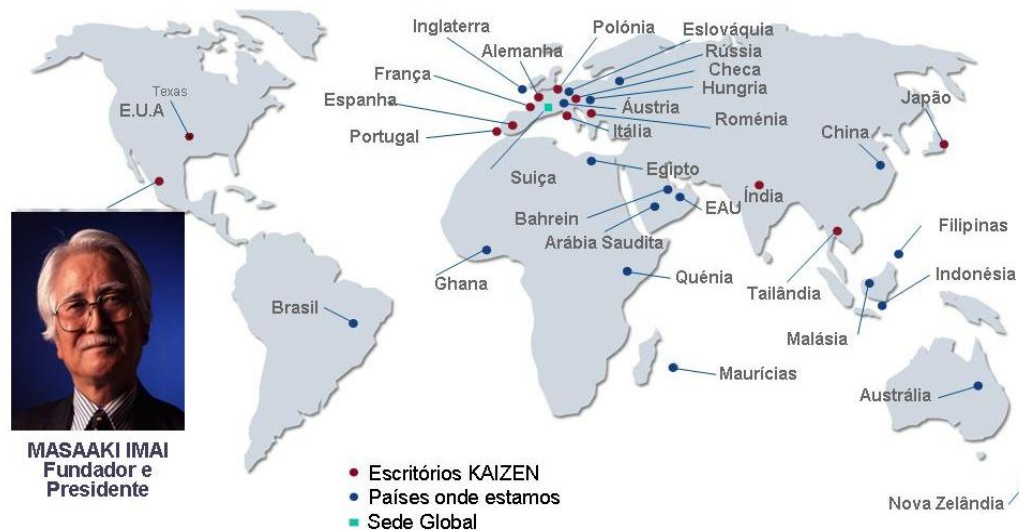 Inglaterra
Polónia
Eslováquia
Alemanha
Rússia
França
Checa
Hungria
Texas
E.U.A
Espanha
Áustria
Japão
Portugal
Itália
Roménia
China
Suiça
Egipto
Índia
Bahrein
EAU
Arábia Saudita
Filipinas
Ghana
Quénia
Tailândia
Indonésia
Brasil
Malásia
Maurícias
Austrália
MASAAKI IMAI
Fundador e
Presidente
Escritórios KAIZEN
Países onde estamos
Sede Global
Nova Zelândia